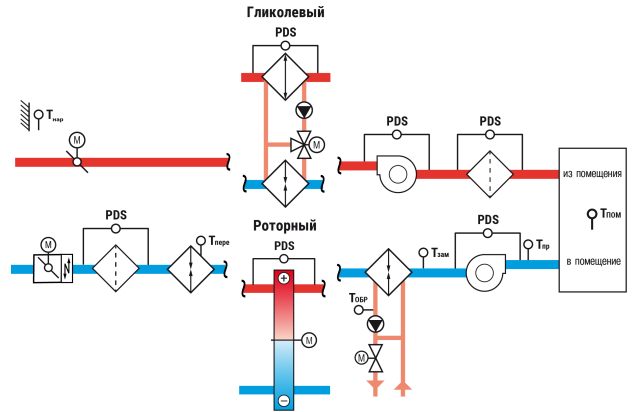 Гликолевый
PDS
Tнар
M
M
PDS
PDS
из помещения
Tпом
в помещение
M
N
PDS
Tпере
Роторный
PDS
+
M
−
Tзам
PDS
Tпр
TОБР
M